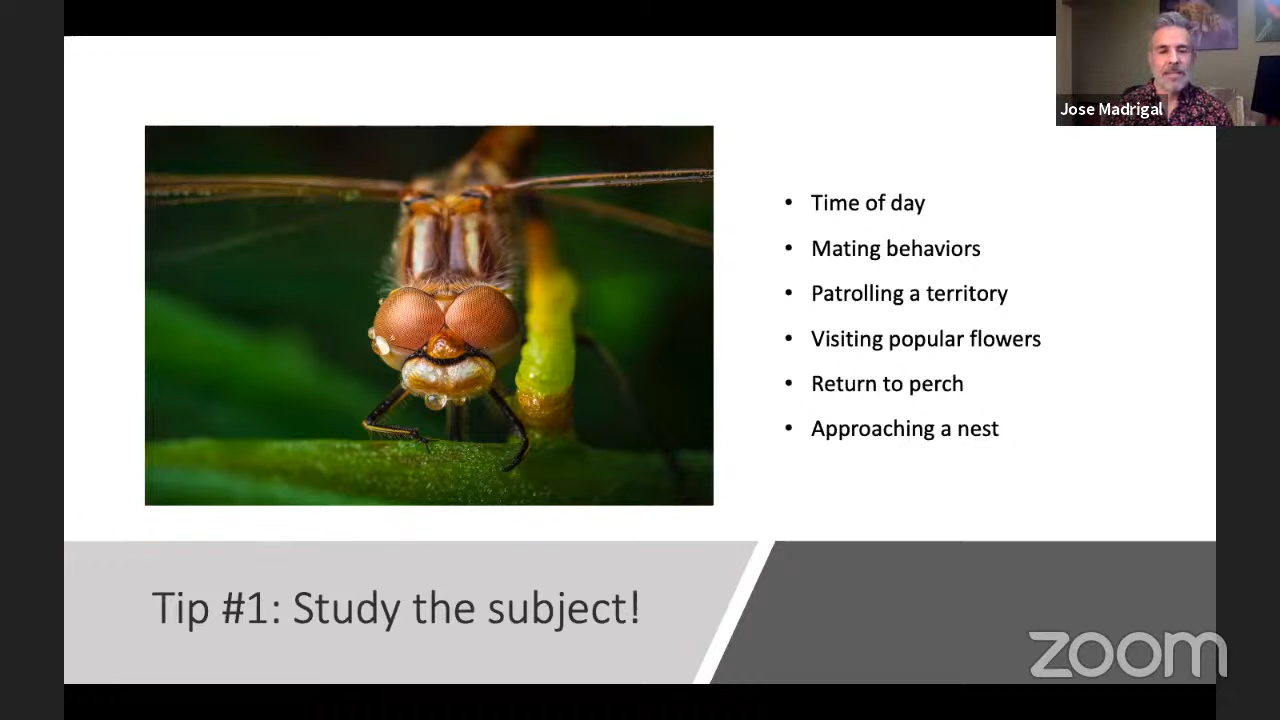 Jose Madrigal
• Time of day
• Mating behaviors
• Patrolling a territory
• Visiting popular flowers
• Return to perch
• Approaching a nest
Tip #1: Study the subject!
zoom